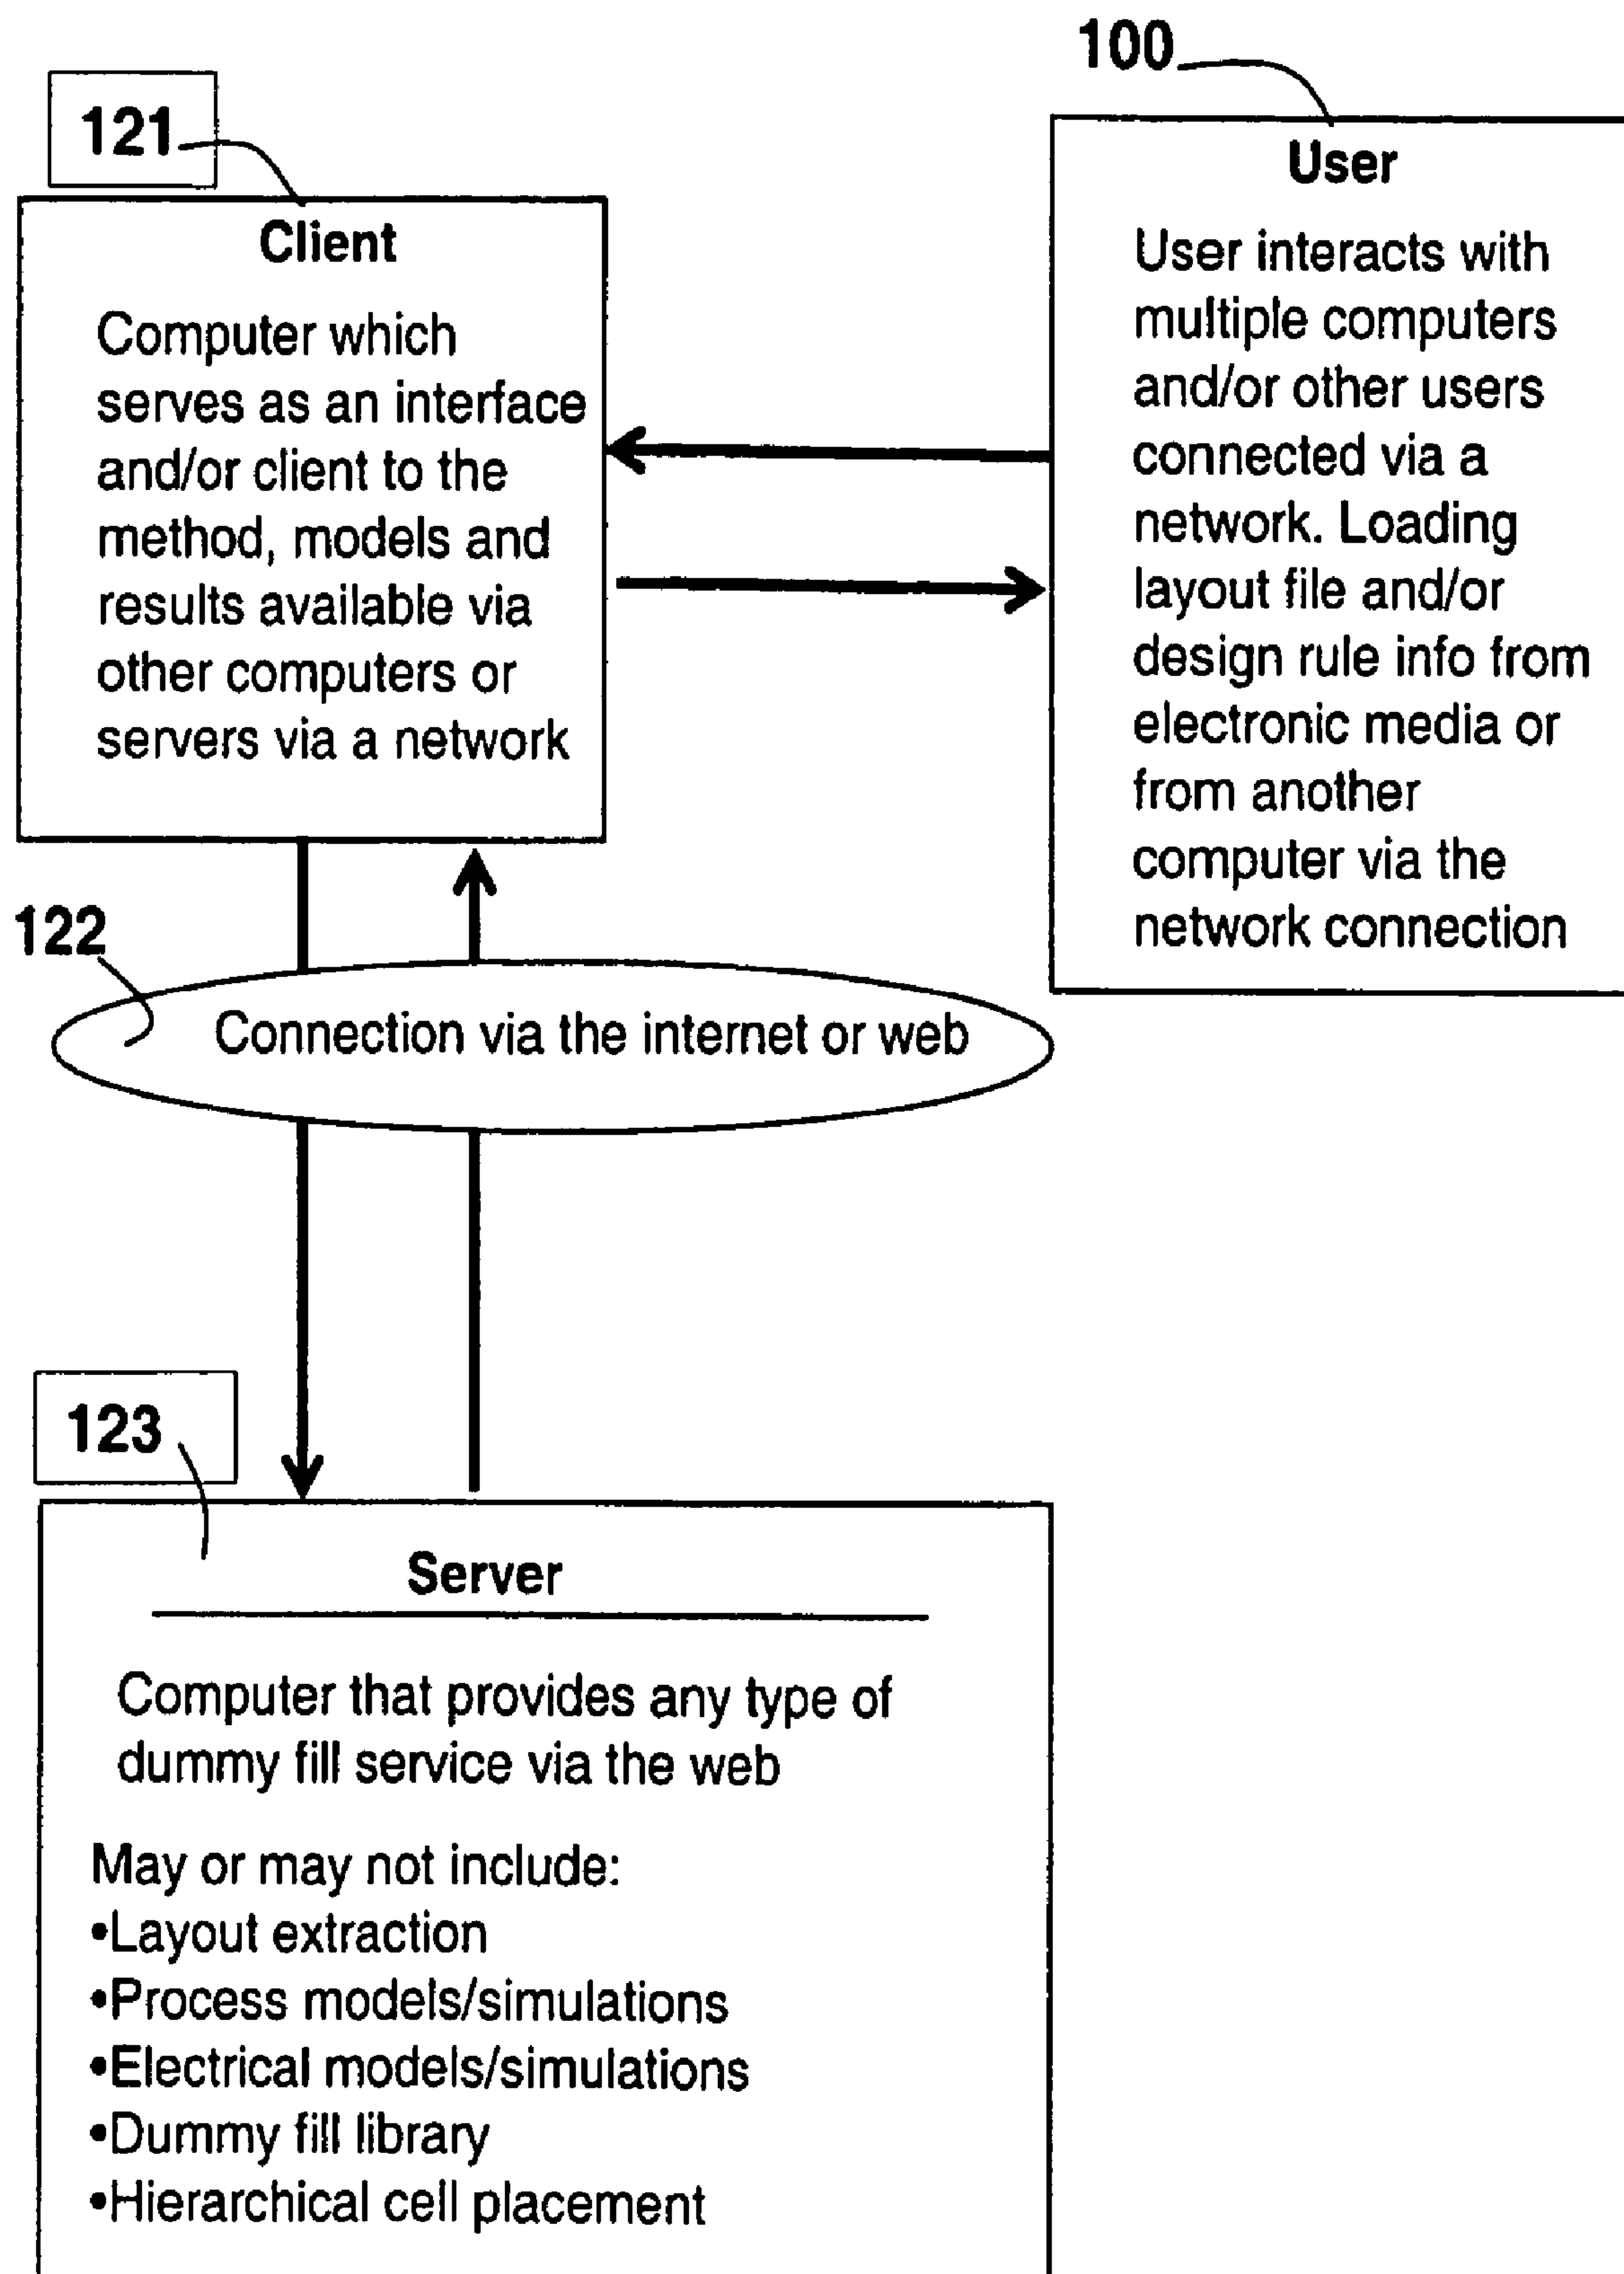 100
User
User interacts with
multiple computers
and/or other users
connected via a
network. Loading
layout file and/or
design rule info from
electronic media or
from another
computer via the
network connection
121
Client
Computer which
serves as an interface
and/or client to the
method, models and
results available via
other computers or
servers via a network
122
Connection via the internet or web
123
Server
Computer that provides any type of
dummy fill service via the web
May or may not include:
•Layout extraction
•Process models/simulations
•Electrical models/simulations
•Dummy fill library
•Hierarchical cell placement